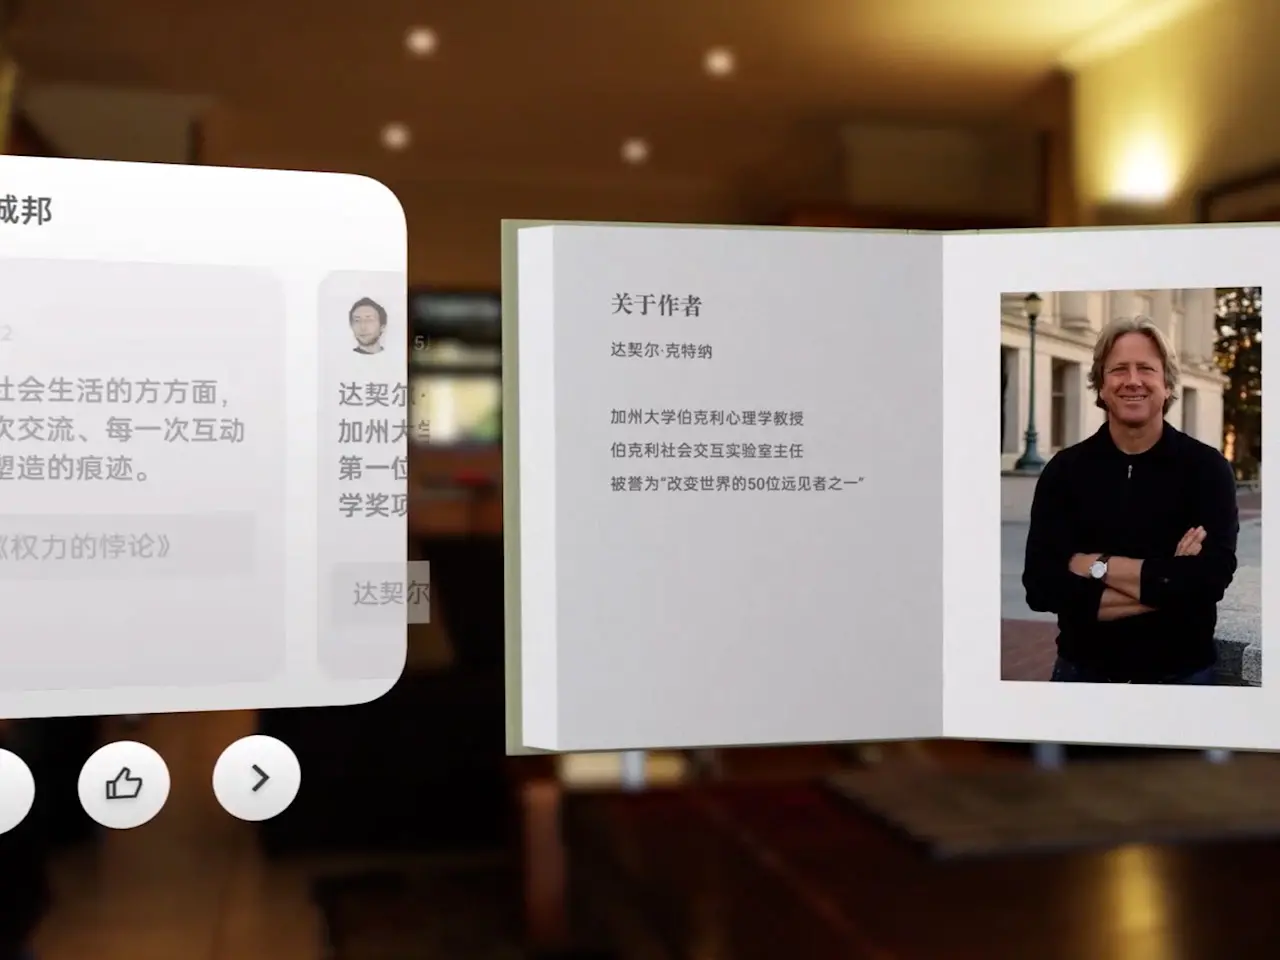 城邦
2
社会生活的方方面，
次交流、每一次互动
塑造的痕迹。
《权力的悖论》
5
达契尔·
加州大学
第一位
学奖项
达契尔
关于作者
达契尔·克特纳
加州大学伯克利心理学教授
伯克利社会交互实验室主任
被誉为“改变世界的50位远见者之一”